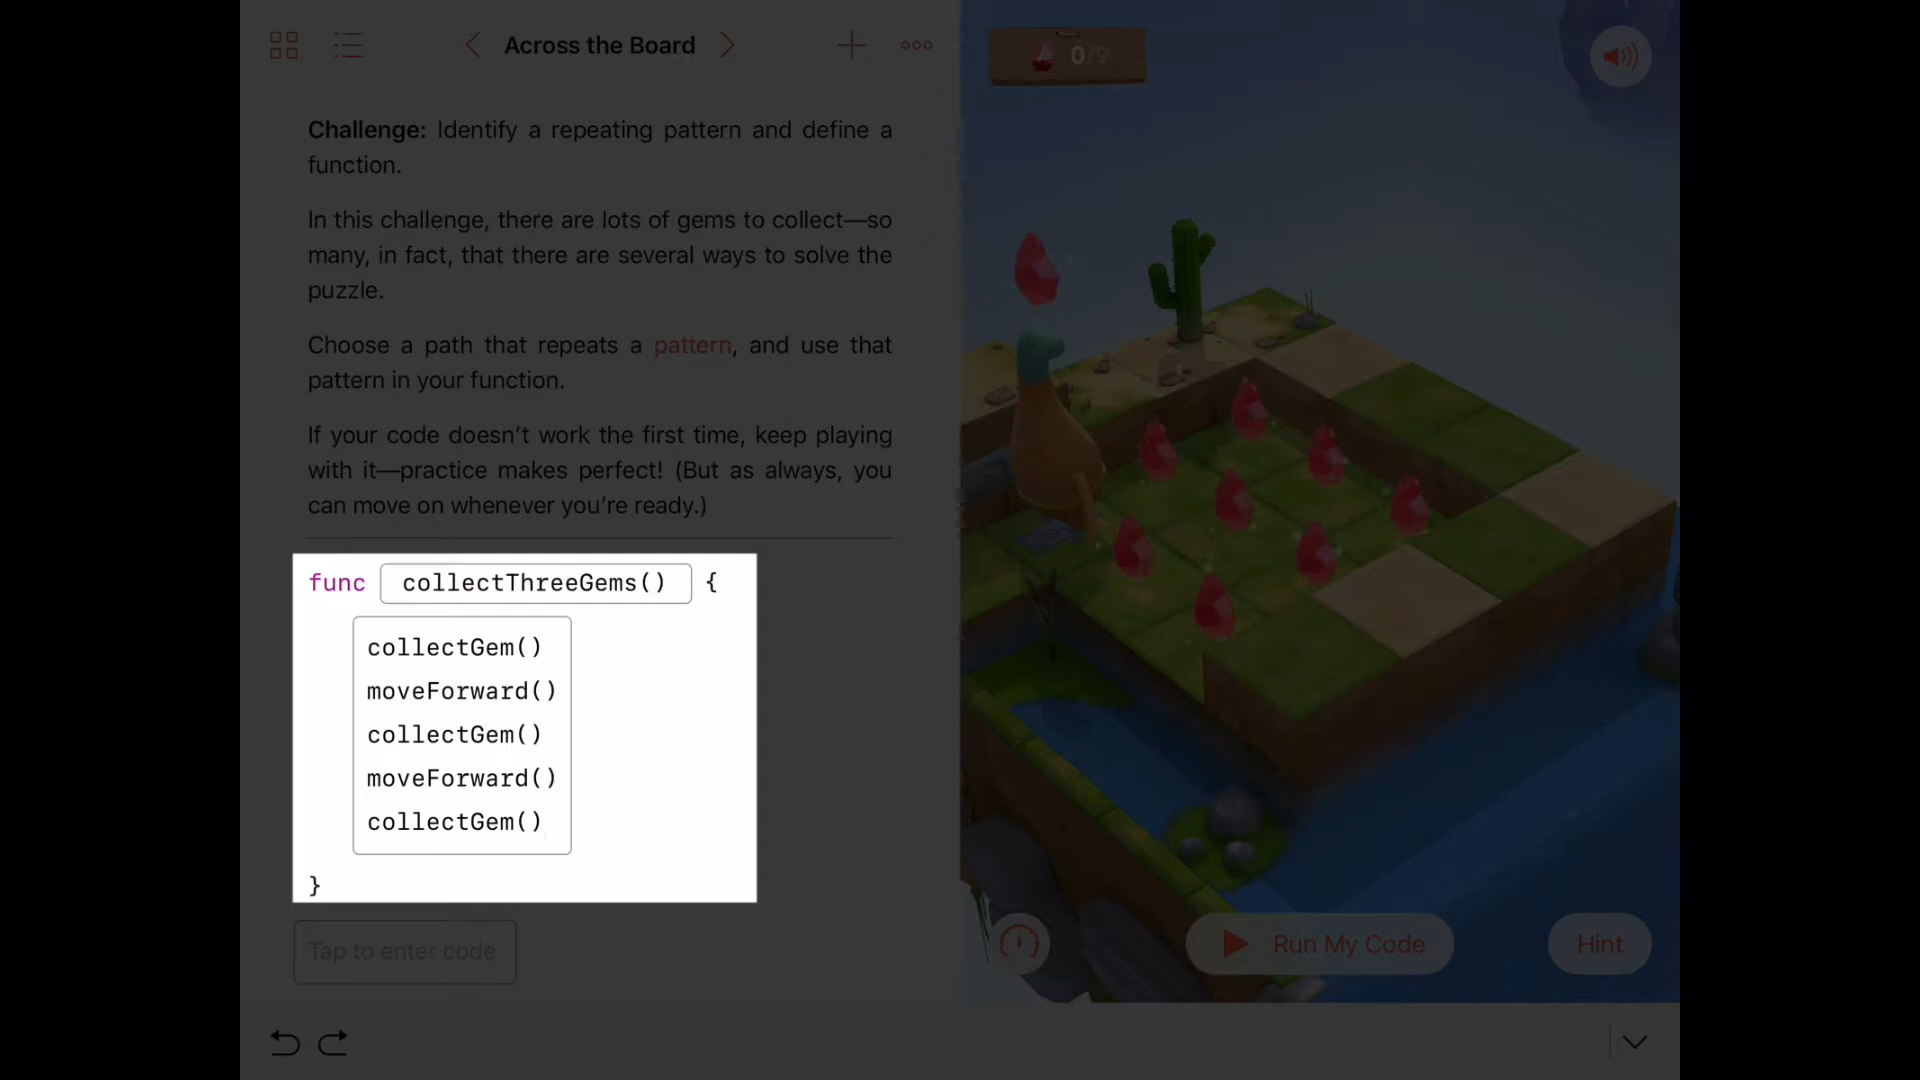 Across the Board
0/9
Challenge: Identify a repeating pattern and define a
function.
In this challenge, there are lots of gems to collect—so
many, in fact, that there are several ways to solve the
puzzle.
Choose a path that repeats a pattern, and use that
pattern in your function.
If your code doesn’t work the first time, keep playing
with it—practice makes perfect! (But as always, you
can move on whenever you’re ready.)
func collectThreeGems() {
collectGem()
moveForward()
collectGem()
moveForward()
collectGem()
}
Tap to enter code
Run My Code
Hint